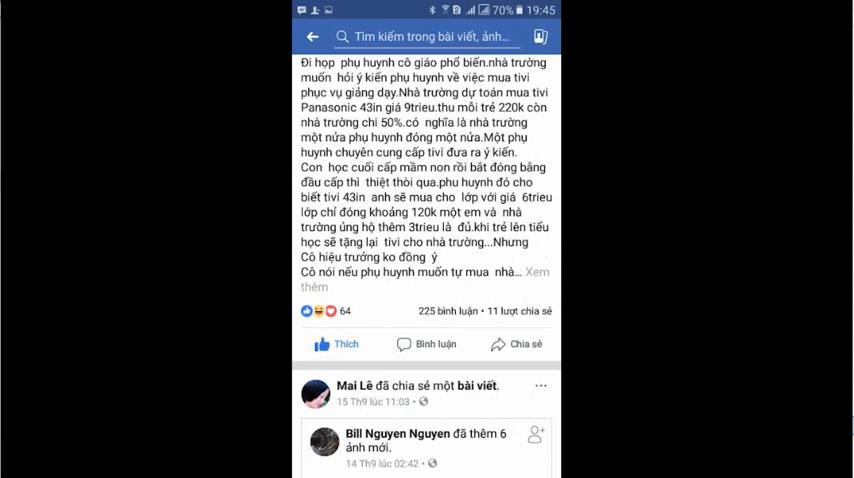 70% 19:45
Tìm kiếm trong bài viết, ảnh...
Đi họp phụ huynh cô giáo phổ biến.nhà trường
muốn hỏi ý kiến phụ huynh về việc mua tivi
phục vụ giảng dạy.Nhà trường dự toán mua tivi
Panasonic 43in giá 9trieu.thu mỗi trẻ 220k còn
nhà trường chi 50%.có nghĩa là nhà trường
một nửa phụ huynh đóng một nửa.Một phụ
huynh chuyên cung cấp tivi đưa ra ý kiến.
Con học cuối cấp mầm non rồi bắt đóng bằng
đầu cấp thì thiệt thòi qua.phu huynh đó cho
biết tivi 43in anh sẽ mua cho lớp với giá 6trieu
lớp chỉ đóng khoảng 120k một em và nhà
trường ủng hộ thêm 3trieu là đủ.khi trẻ lên tiểu
học sẽ tặng lại tivi cho nhà trường...Nhưng
Cô hiệu trưởng ko đồng ý
Cô nói nếu phụ huynh muốn tự mua nhà... Xem
thêm
64 225 bình luận • 11 lượt chia sẻ
Thích Bình luận Chia sẻ
Mai Lê đã chia sẻ một bài viết.
15 Th9 lúc 11:03
Bill Nguyen Nguyen đã thêm 6
ảnh mới.
14 Th9 lúc 02:42